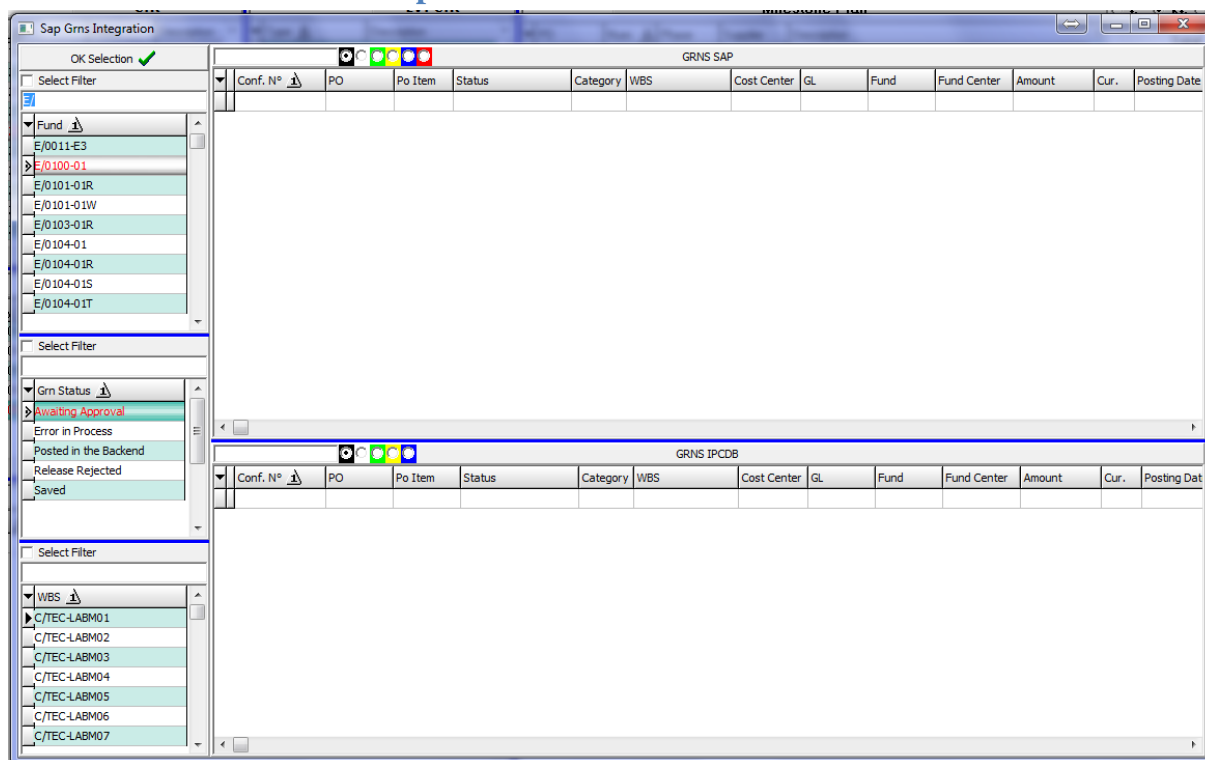 Sap Grns Integration
OK Selection
Select Filter
E/
Fund 1
E/0011-E3
E/0100-01
E/0101-01R
E/0101-01W
E/0103-01R
E/0104-01
E/0104-01R
E/0104-01S
E/0104-01T
Select Filter
Grn Status 1
Awaiting Approval
Error in Process
Posted in the Backend
Release Rejected
Saved
Select Filter
WBS 1
C/TEC-LABM01
C/TEC-LABM02
C/TEC-LABM03
C/TEC-LABM04
C/TEC-LABM05
C/TEC-LABM06
C/TEC-LABM07
GRNS SAP
Conf. N° 1 PO Po Item Status Category WBS Cost Center GL Fund Fund Center Amount Cur. Posting Date
GRNS IPCDB
Conf. N° 1 PO Po Item Status Category WBS Cost Center GL Fund Fund Center Amount Cur. Posting Dat